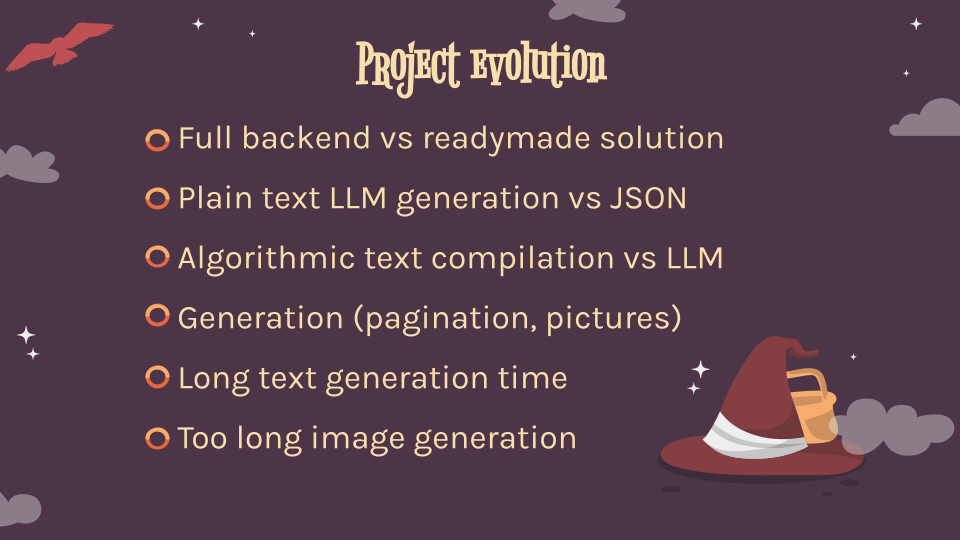 Project evolution
Full backend vs readymade solution
Plain text LLM generation vs JSON
Algorithmic text compilation vs LLM
Generation (pagination, pictures)
Long text generation time
Too long image generation